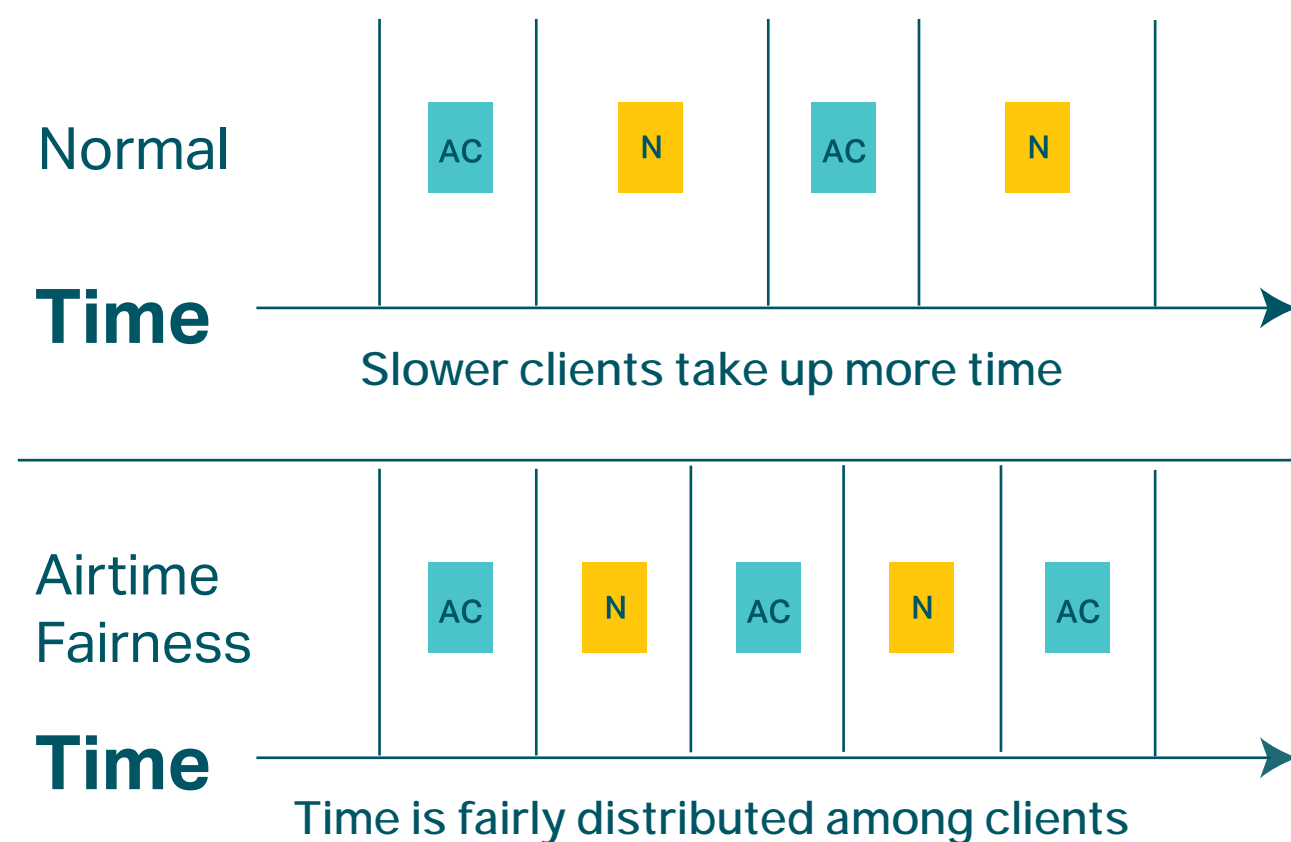 Normal
AC
N
AC
N
Time
Slower clients take up more time
Airtime
Fairness
AC
N
AC
N
AC
Time
Time is fairly distributed among clients